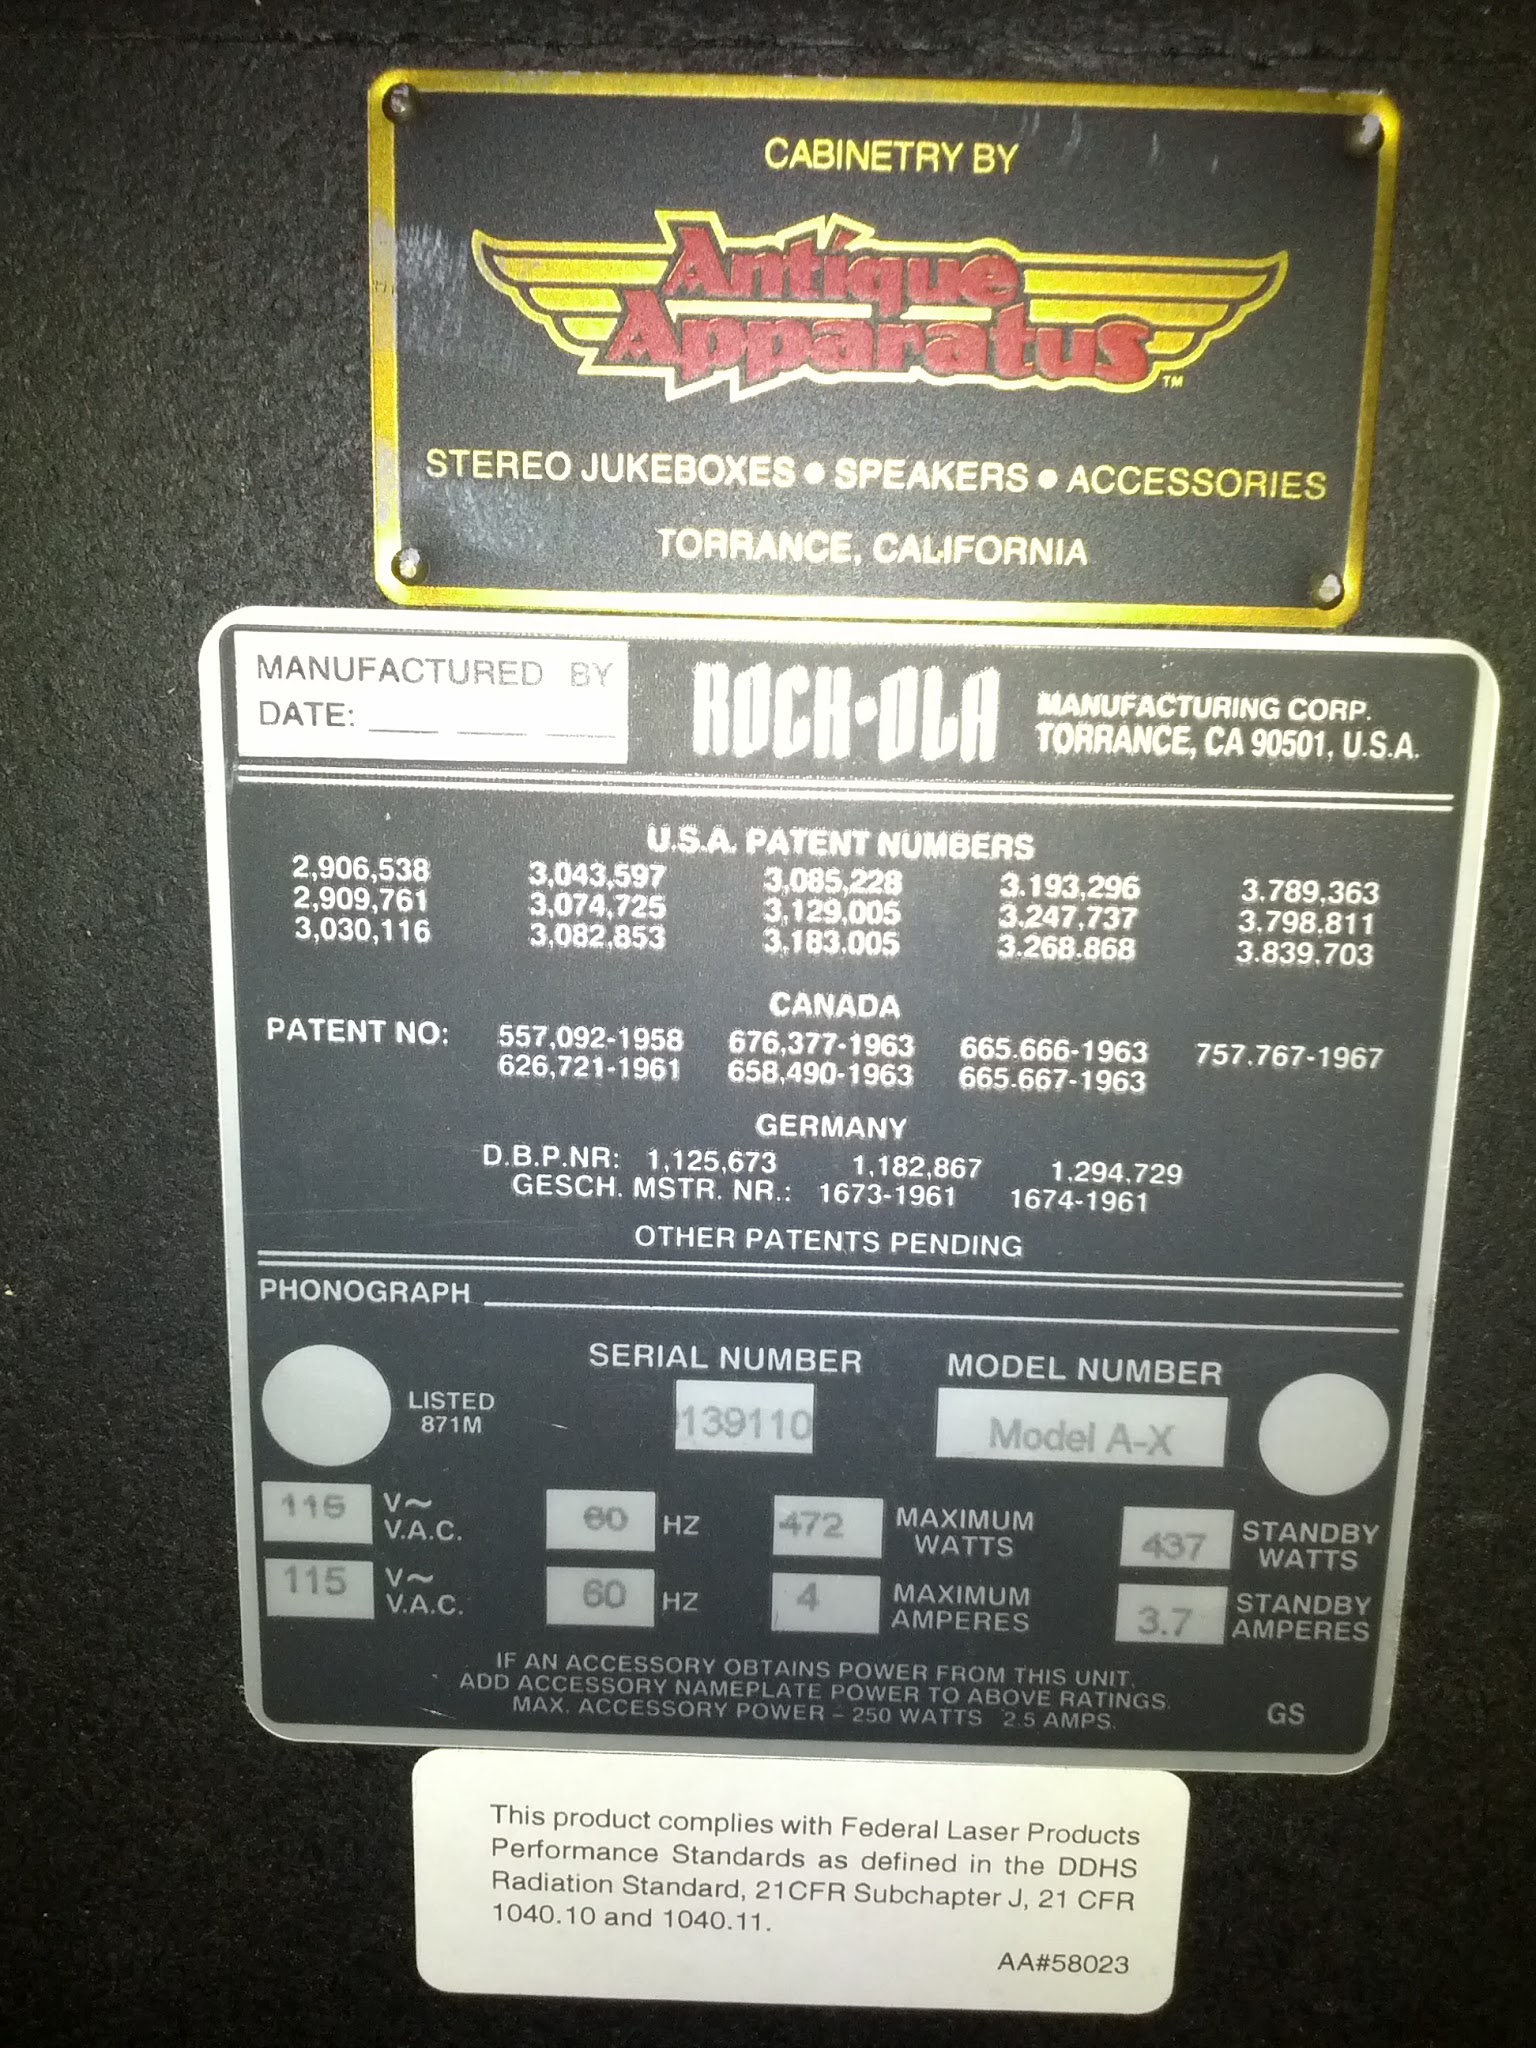 CABINETRY BY
Antique
Apparatus™
STEREO JUKEBOXES • SPEAKERS • ACCESSORIES
TORRANCE, CALIFORNIA
MANUFACTURED BY
DATE: ___ ___ ___
ROCK•OLA
MANUFACTURING CORP.
TORRANCE, CA 90501, U.S.A.
U.S.A. PATENT NUMBERS
2,906,538 3,043,597 3,085,228 3.193,296 3.789,363
2,909,761 3,074,725 3,129,005 3.247,737 3.798.811
3,030,116 3,082,853 3,183.005 3.268.868 3.839.703
CANADA
PATENT NO: 557,092-1958 676,377-1963 665.666-1963 757.767-1967
626,721-1961 658,490-1963 665.667-1963
GERMANY
D.B.P.NR: 1,125,673 1,182,867 1,294,729
GESCH. MSTR. NR.: 1673-1961 1674-1961
OTHER PATENTS PENDING
PHONOGRAPH
SERIAL NUMBER MODEL NUMBER
LISTED
871M
139110 Model A-X
115 V~ V.A.C. 60 HZ 472 MAXIMUM WATTS 437 STANDBY WATTS
115 V~ V.A.C. 60 HZ 4 MAXIMUM AMPERES 3.7 STANDBY AMPERES
IF AN ACCESSORY OBTAINS POWER FROM THIS UNIT,
ADD ACCESSORY NAMEPLATE POWER TO ABOVE RATINGS.
MAX. ACCESSORY POWER - 250 WATTS 2.5 AMPS.
GS
This product complies with Federal Laser Products
Performance Standards as defined in the DDHS
Radiation Standard, 21CFR Subchapter J, 21 CFR
1040.10 and 1040.11.
AA#58023